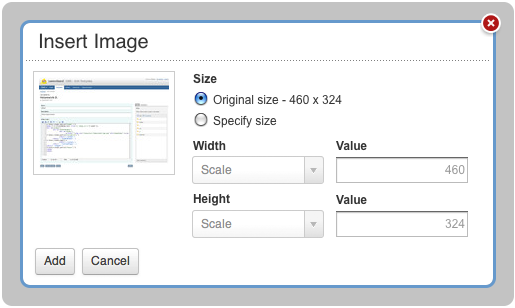 Insert Image
Size
Original size - 460 x 324
Specify size
Width Value
Scale 460
Height Value
Scale 324
Add Cancel